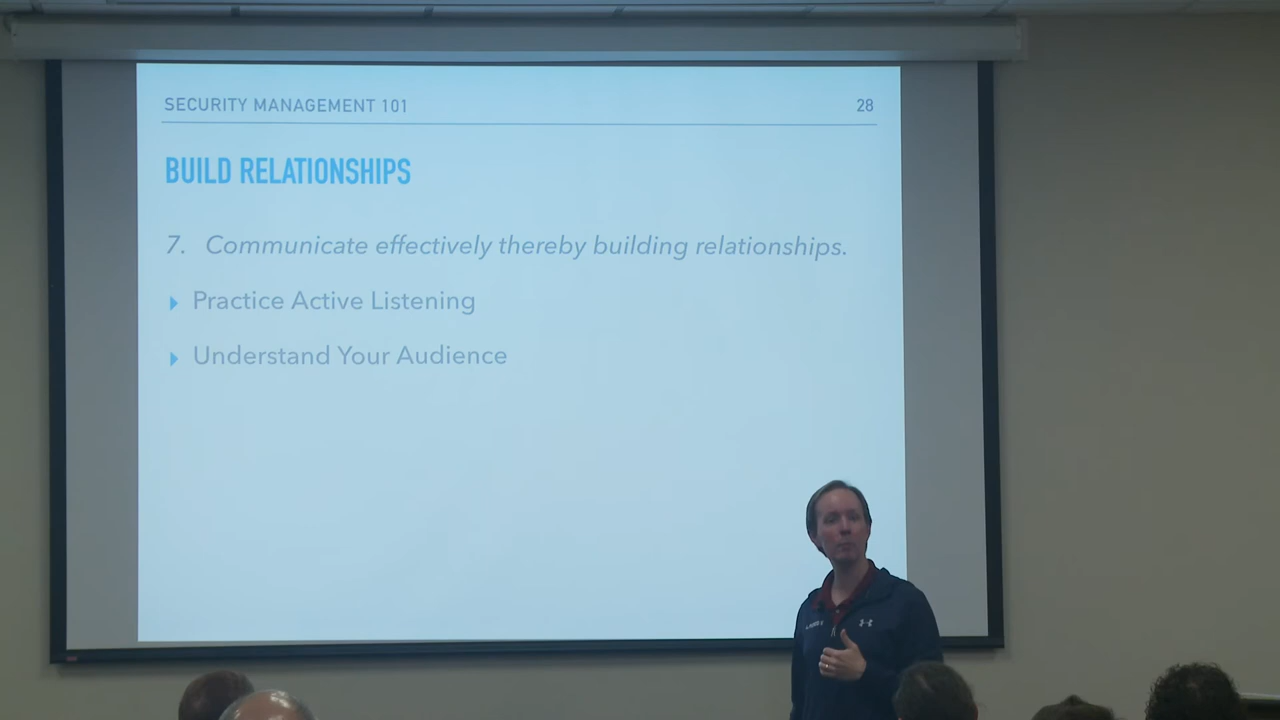 SECURITY MANAGEMENT 101 28
BUILD RELATIONSHIPS
7. Communicate effectively thereby building relationships.
Practice Active Listening
Understand Your Audience